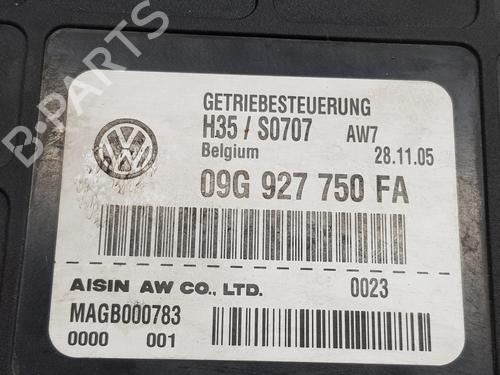 GETRIEBESTEUERUNG
H35 / S0707 AW7
Belgium 28.11.05
09G 927 750 FA
AISIN AW CO., LTD. 0023
MAGB000783
0000 001
B-PARTS